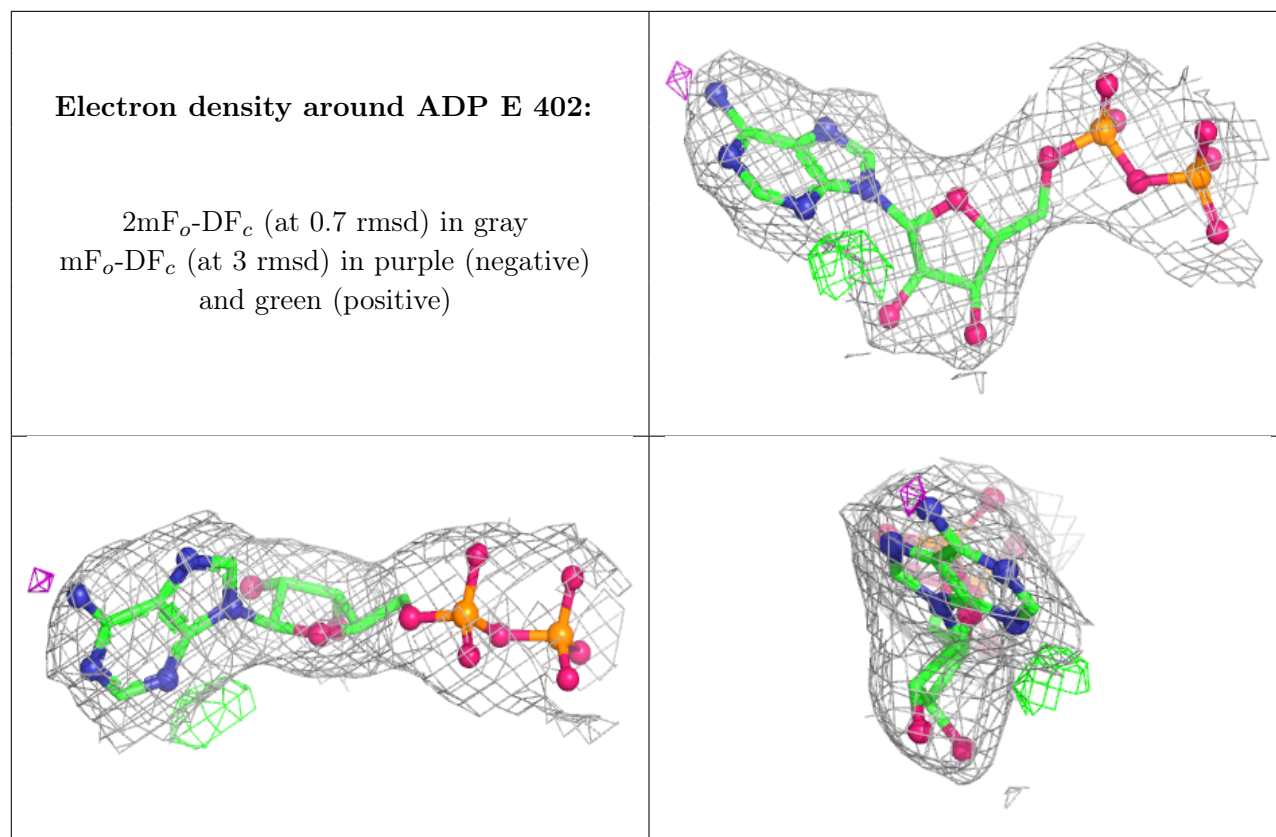 Electron density around ADP E 402:
2mFo-DFc (at 0.7 rmsd) in gray
mFo-DFc (at 3 rmsd) in purple (negative)
and green (positive)